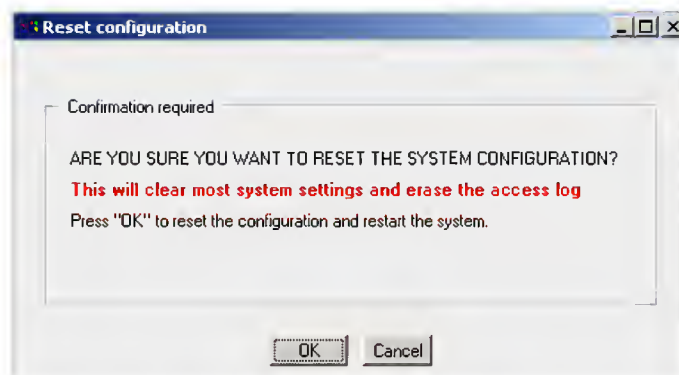 Reset configuration
Confirmation required
ARE YOU SURE YOU WANT TO RESET THE SYSTEM CONFIGURATION?
This will clear most system settings and erase the access log
Press "OK" to reset the configuration and restart the system.
OK Cancel